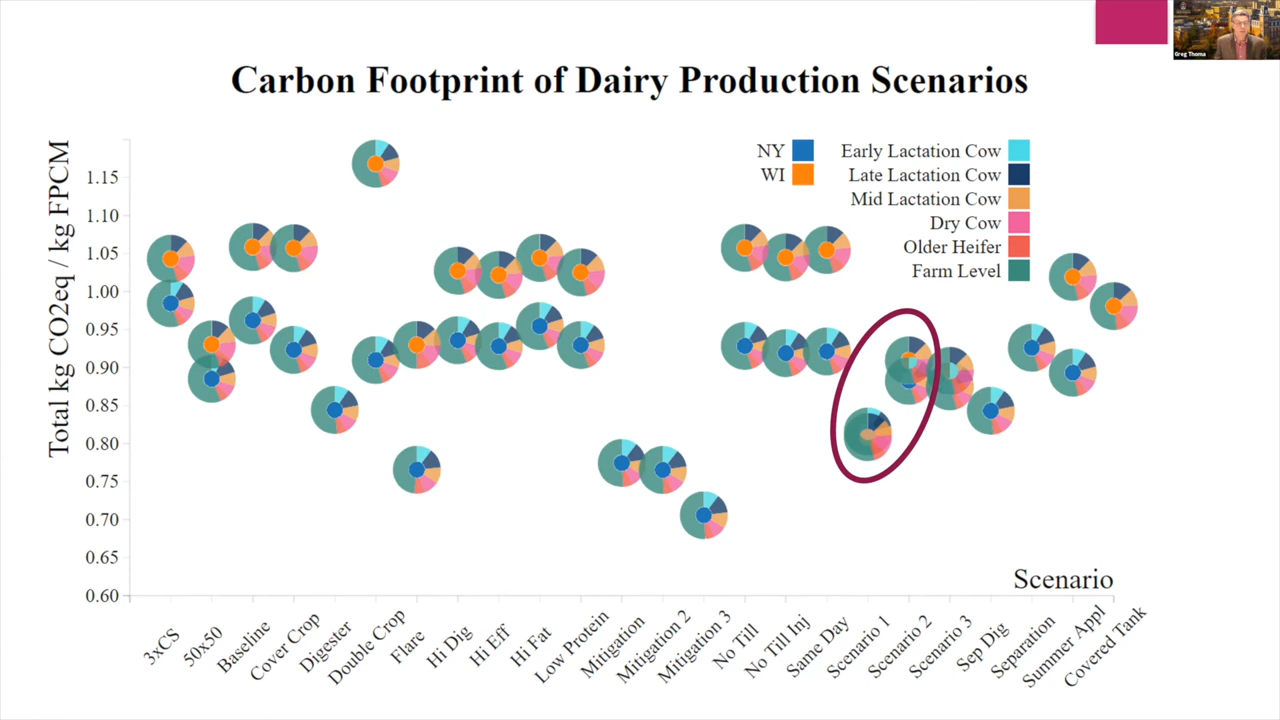 Greg Thoma
Carbon Footprint of Dairy Production Scenarios
Total kg CO2eq / kg FPCM
NY
WI
Early Lactation Cow
Late Lactation Cow
Mid Lactation Cow
Dry Cow
Older Heifer
Farm Level
1.15
1.10
1.05
1.00
0.95
0.90
0.85
0.80
0.75
0.70
0.65
0.60
Scenario
3xCS
50x50
Baseline
Cover Crop
Digester
Double Crop
Flare
Hi Dig
Hi Eff
Hi Fat
Low Protein
Mitigation
Mitigation 2
Mitigation 3
No Till
No Till Inj
Same Day
Scenario 1
Scenario 2
Scenario 3
Sep Dig
Separation
Summer Appl
Covered Tank